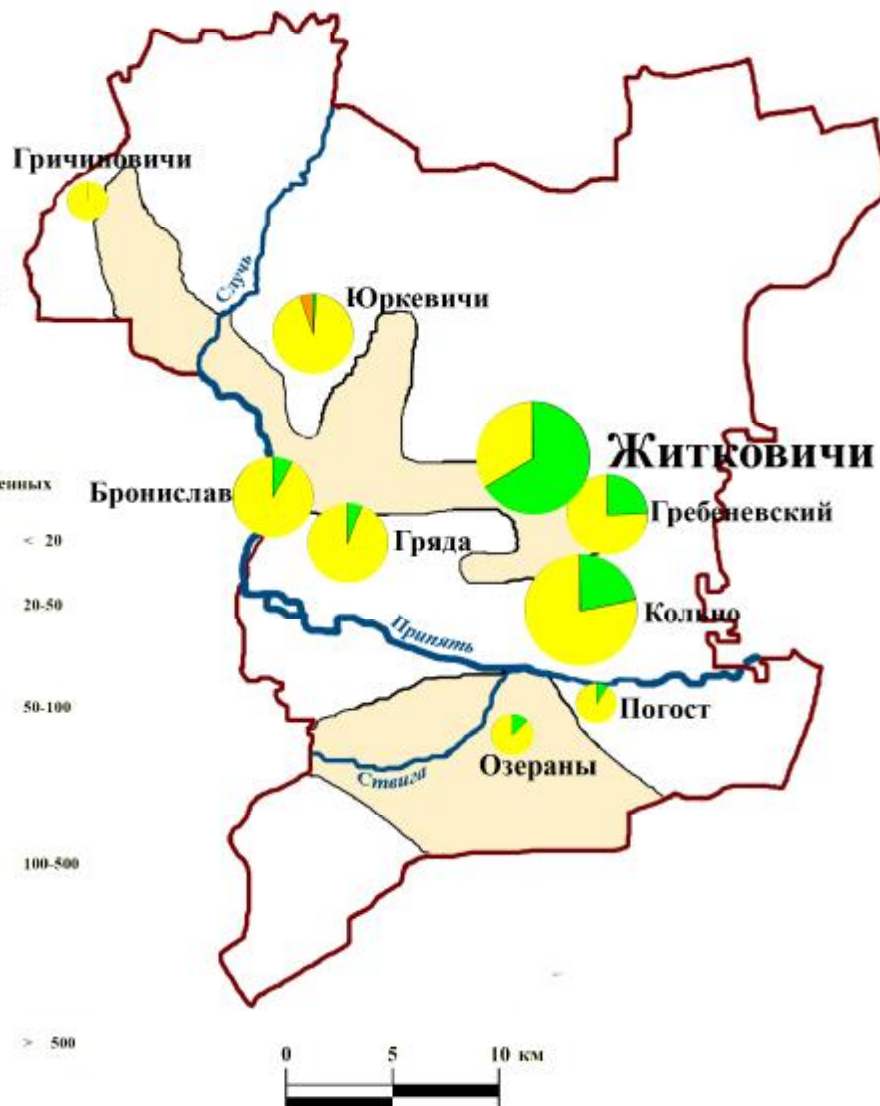 Гричиновичи
Случь
Юркевичи
Житковичи
Бронислав
Гребеневский
Гряда
Кольно
Припять
Погост
Озераны
Ствига
енных
< 20
20-50
50-100
100-500
> 500
0 5 10 км